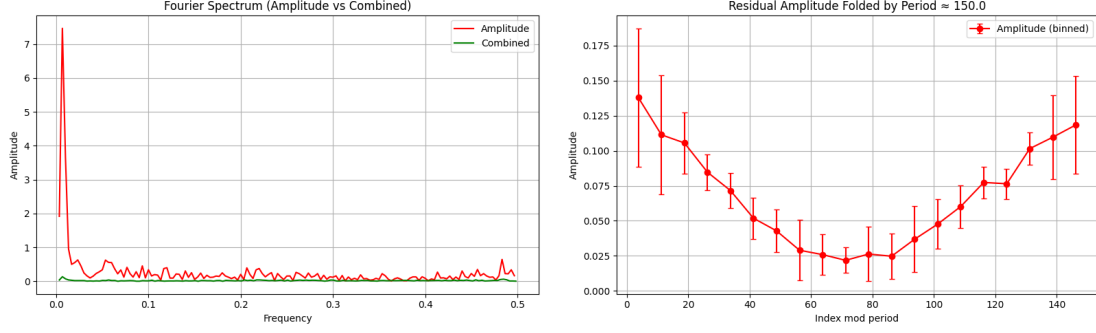 Fourier Spectrum (Amplitude vs Combined)
Amplitude
Combined
7
6
5
4
3
2
1
0
Amplitude
0.0 0.1 0.2 0.3 0.4 0.5
Frequency
Residual Amplitude Folded by Period ≈ 150.0
Amplitude (binned)
0.175
0.150
0.125
0.100
0.075
0.050
0.025
0.000
Amplitude
0 20 40 60 80 100 120 140
Index mod period